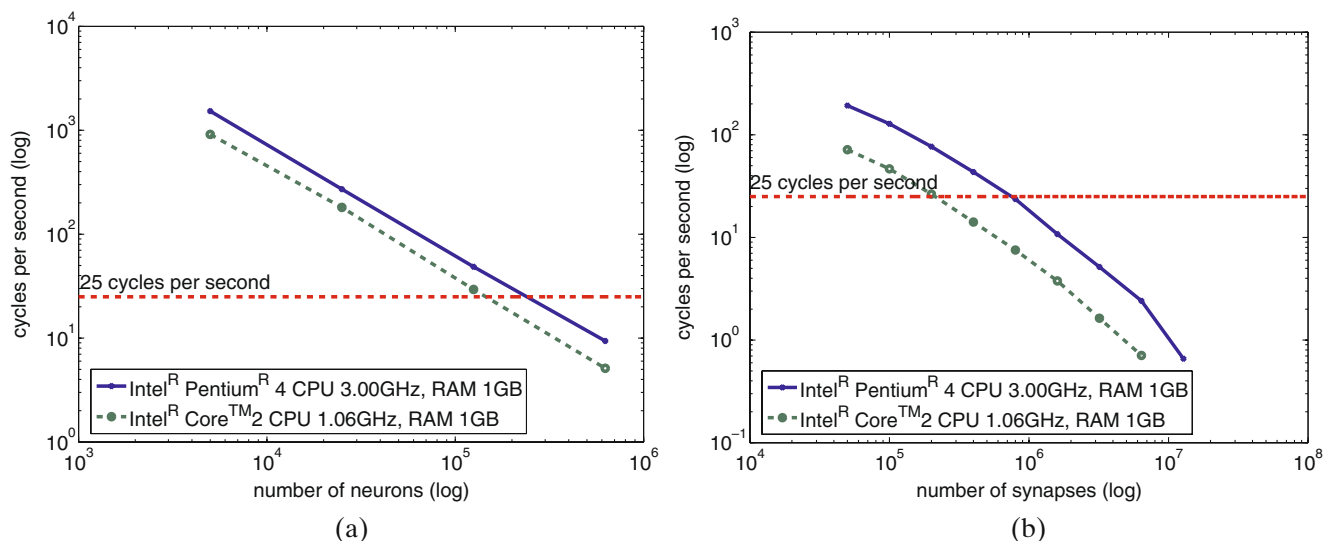 10^4
10^3
10^2
10^1
10^0
cycles per second (log)
25 cycles per second
Intel^R Pentium^R 4 CPU 3.00GHz, RAM 1GB
Intel^R Core^TM2 CPU 1.06GHz, RAM 1GB
10^3 10^4 10^5 10^6
number of neurons (log)
(a)
10^3
10^2
10^1
10^0
10^-1
cycles per second (log)
25 cycles per second
Intel^R Pentium^R 4 CPU 3.00GHz, RAM 1GB
Intel^R Core^TM2 CPU 1.06GHz, RAM 1GB
10^4 10^5 10^6 10^7 10^8
number of synapses (log)
(b)